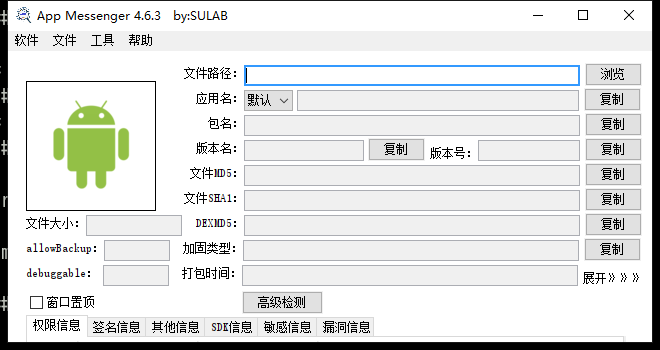 App Messenger 4.6.3 by:SULAB
软件 文件 工具 帮助
文件路径: 浏览
应用名: 默认 复制
包名: 复制
版本名: 复制 版本号: 复制
文件MD5: 复制
文件SHA1: 复制
文件大小: DEXMD5: 复制
allowBackup: 加固类型: 复制
debuggable: 打包时间: 展开》》》
窗口置顶 高级检测
权限信息 签名信息 其他信息 SDK信息 敏感信息 漏洞信息